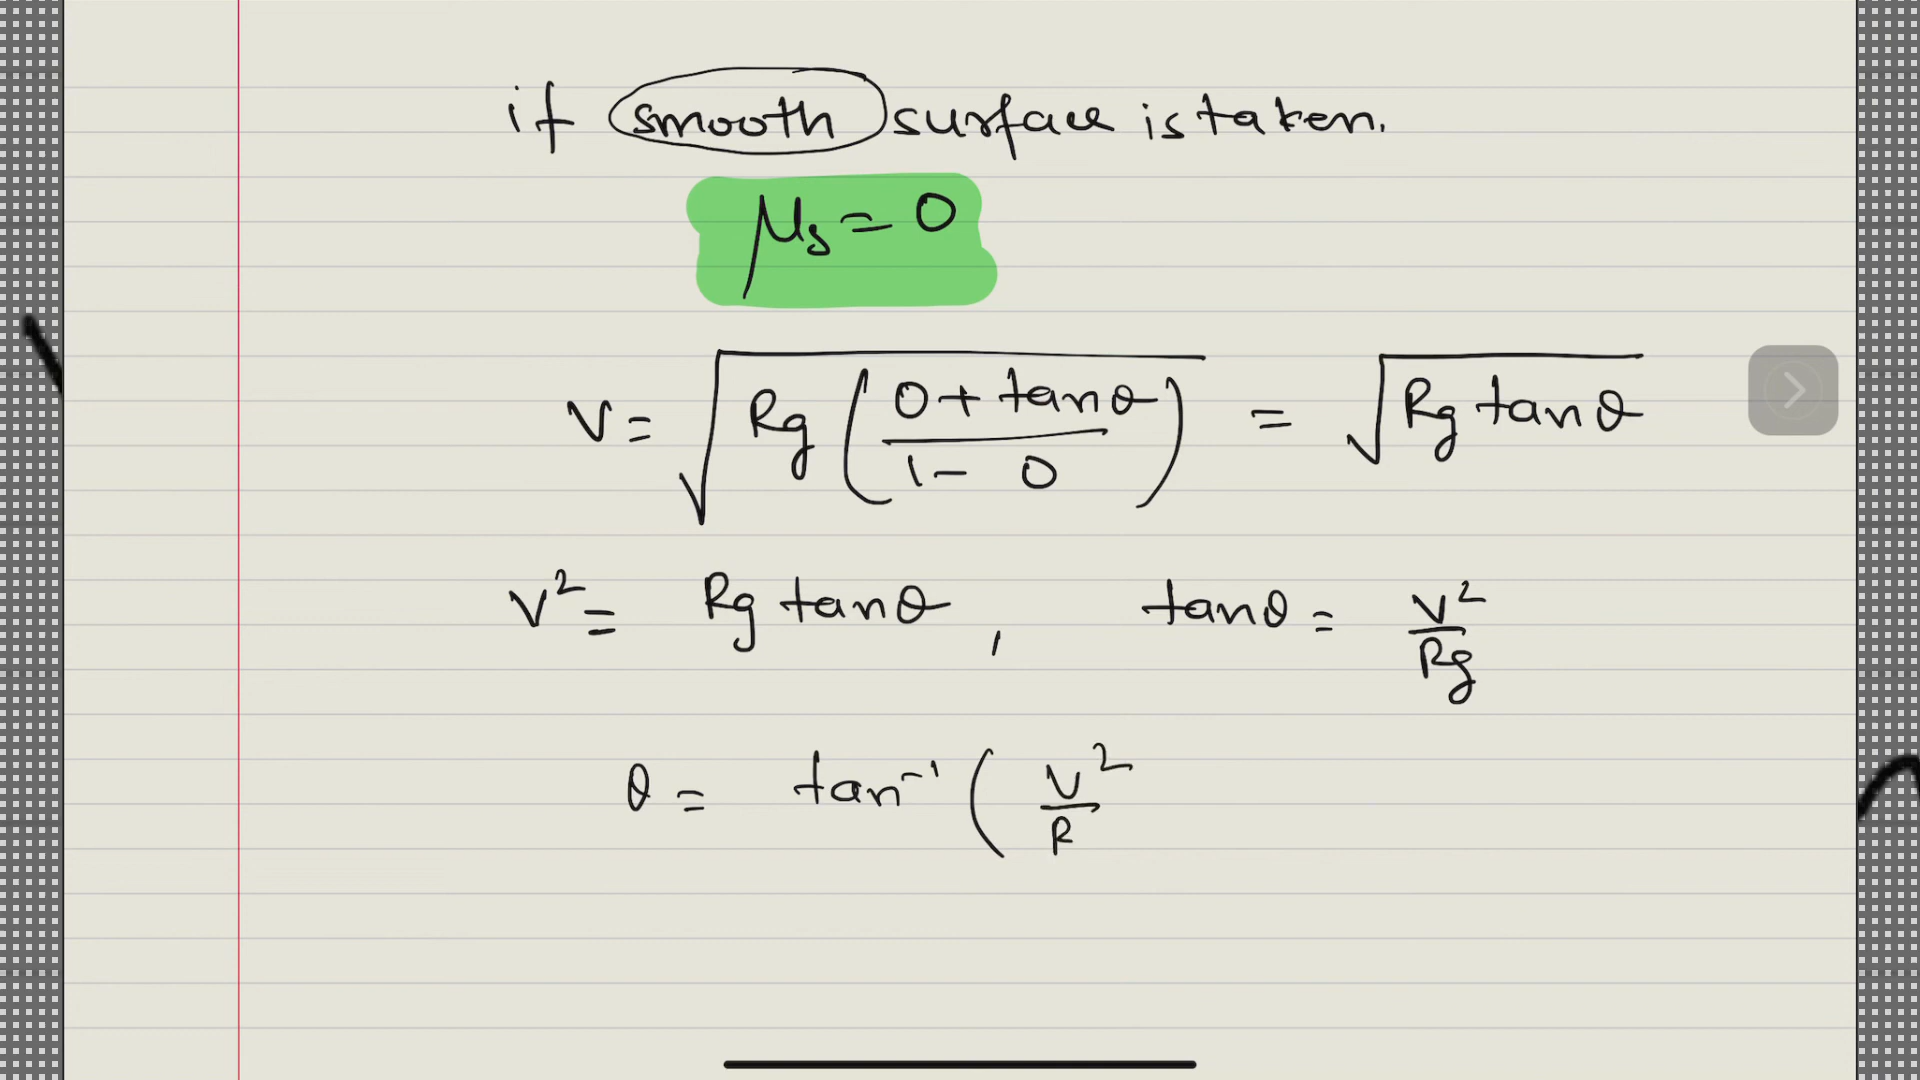 if smooth surface is taken.
μs = 0
v = √(Rg ((0 + tanθ)/(1 - 0))) = √(Rg tanθ)
v² = Rg tanθ , tanθ = v²/Rg
θ = tan⁻¹ ( v²/R